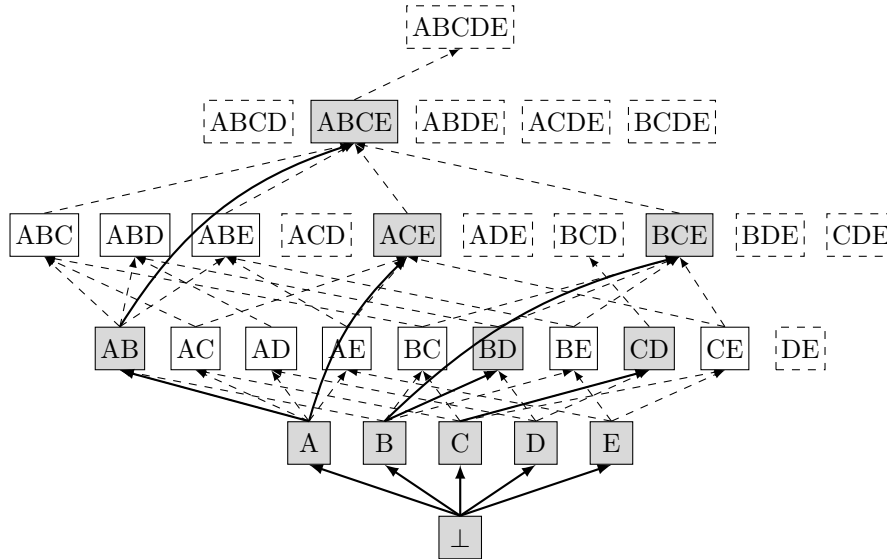 ABCDE
ABCD ABCE ABDE ACDE BCDE
ABC ABD ABE ACD ACE ADE BCD BCE BDE CDE
AB AC AD AE BC BD BE CD CE DE
A B C D E
⊥